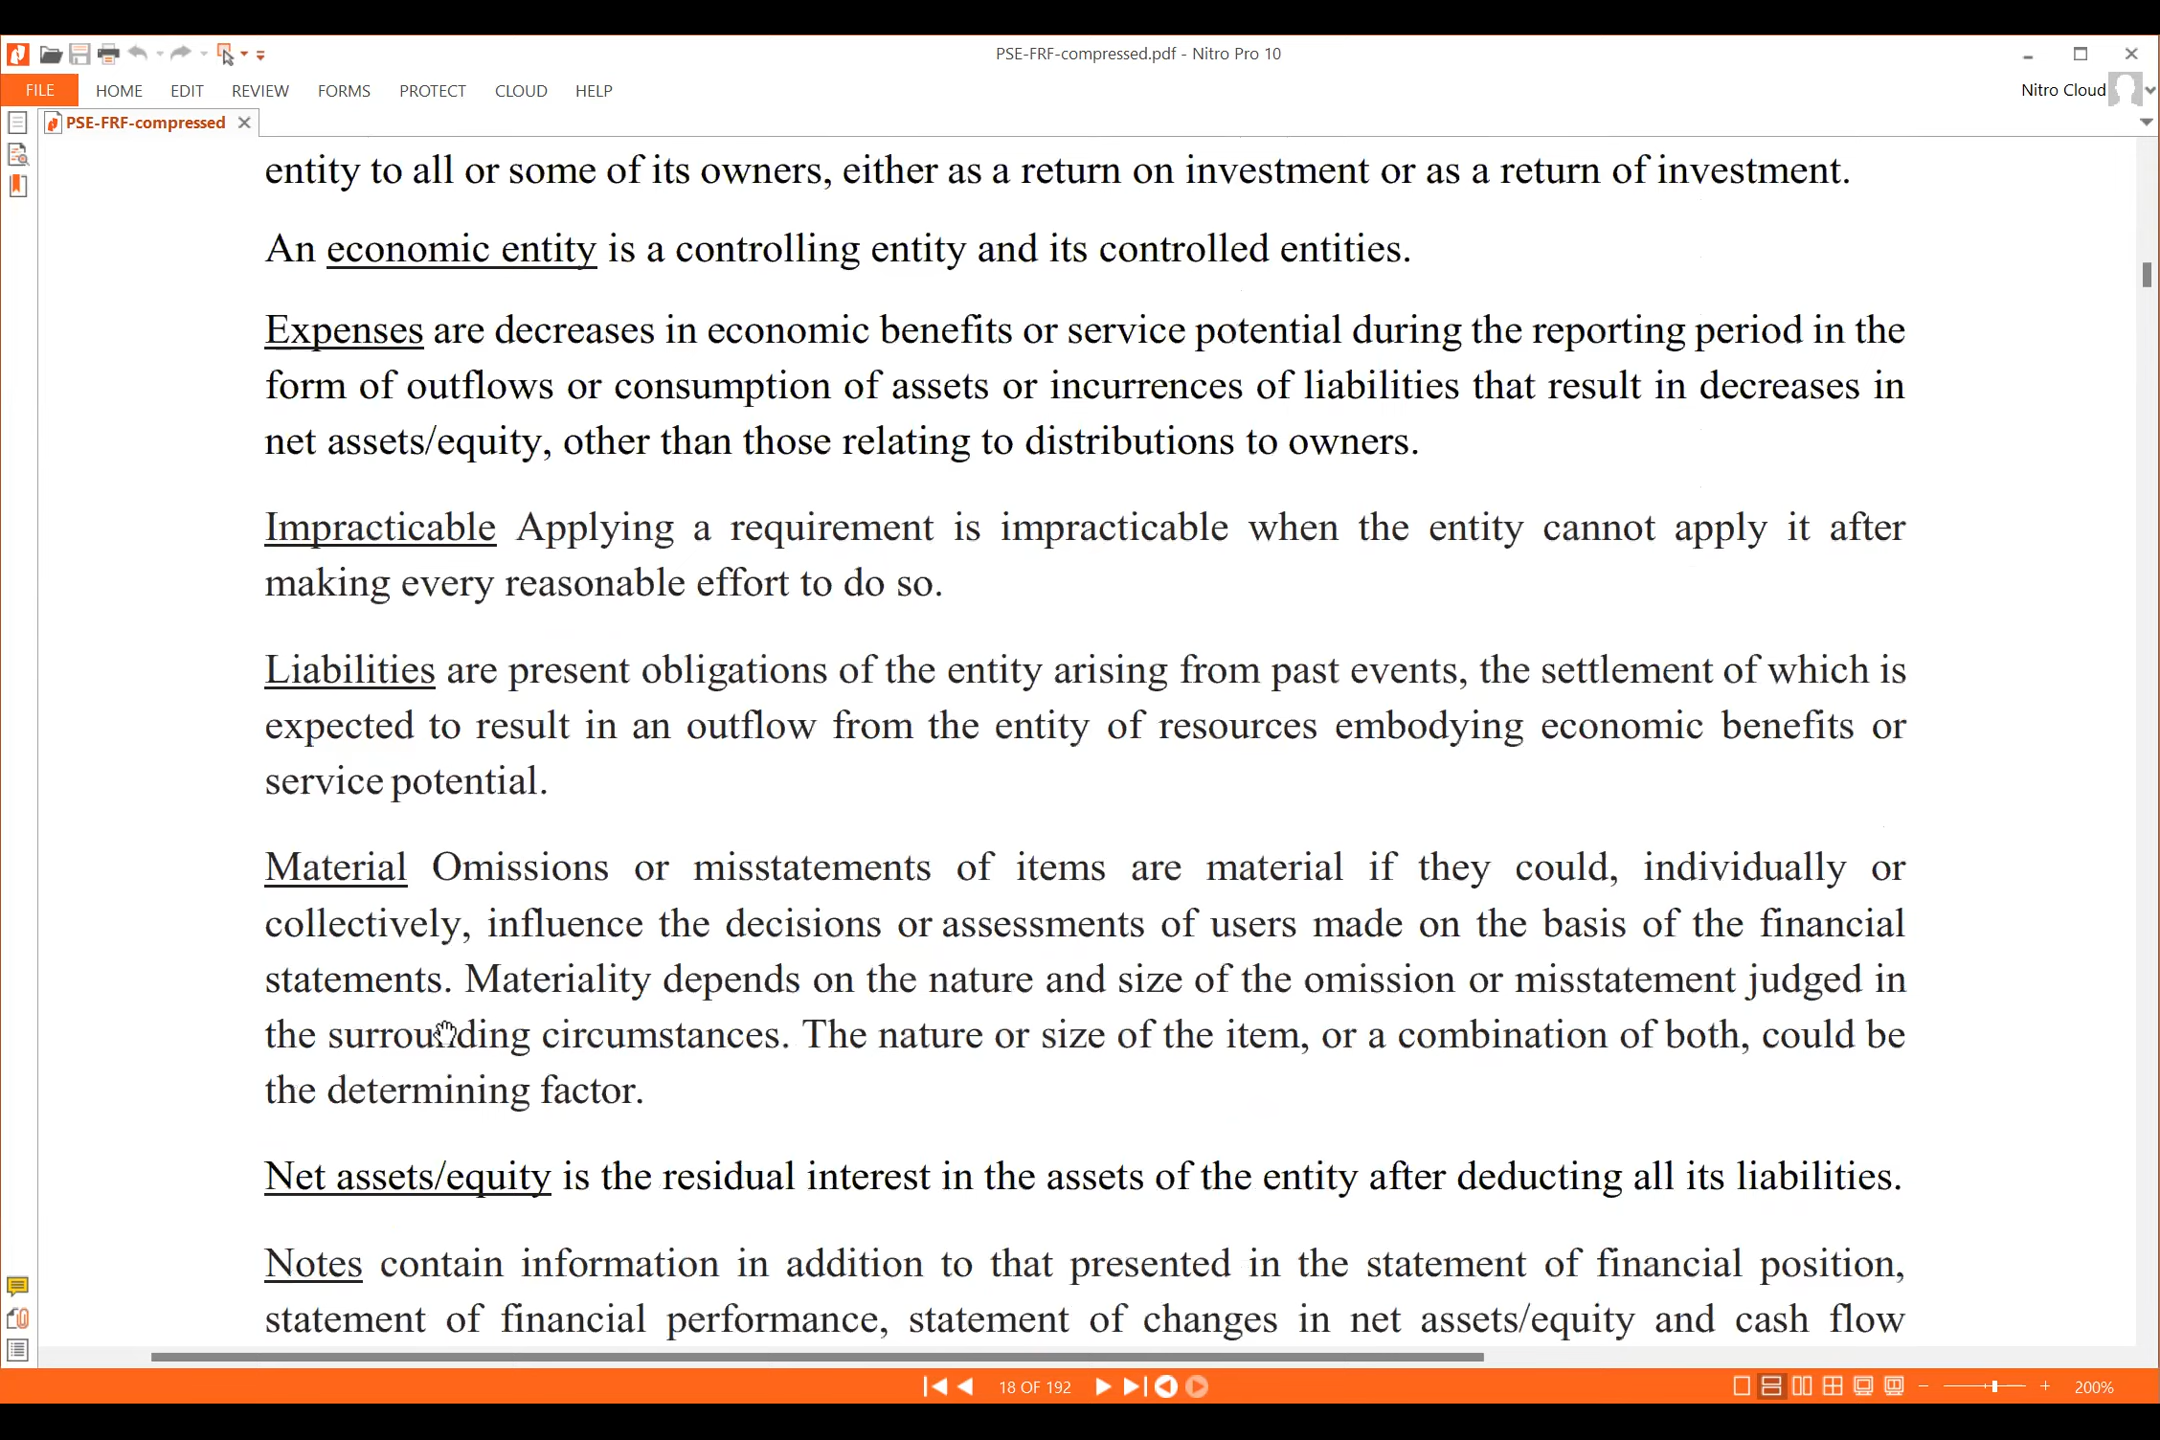 PSE-FRF-compressed.pdf - Nitro Pro 10
FILE HOME EDIT REVIEW FORMS PROTECT CLOUD HELP
Nitro Cloud
PSE-FRF-compressed
entity to all or some of its owners, either as a return on investment or as a return of investment.
An economic entity is a controlling entity and its controlled entities.
Expenses are decreases in economic benefits or service potential during the reporting period in the
form of outflows or consumption of assets or incurrences of liabilities that result in decreases in
net assets/equity, other than those relating to distributions to owners.
Impracticable Applying a requirement is impracticable when the entity cannot apply it after
making every reasonable effort to do so.
Liabilities are present obligations of the entity arising from past events, the settlement of which is
expected to result in an outflow from the entity of resources embodying economic benefits or
service potential.
Material Omissions or misstatements of items are material if they could, individually or
collectively, influence the decisions or assessments of users made on the basis of the financial
statements. Materiality depends on the nature and size of the omission or misstatement judged in
the surrounding circumstances. The nature or size of the item, or a combination of both, could be
the determining factor.
Net assets/equity is the residual interest in the assets of the entity after deducting all its liabilities.
Notes contain information in addition to that presented in the statement of financial position,
statement of financial performance, statement of changes in net assets/equity and cash flow
18 OF 192
200%